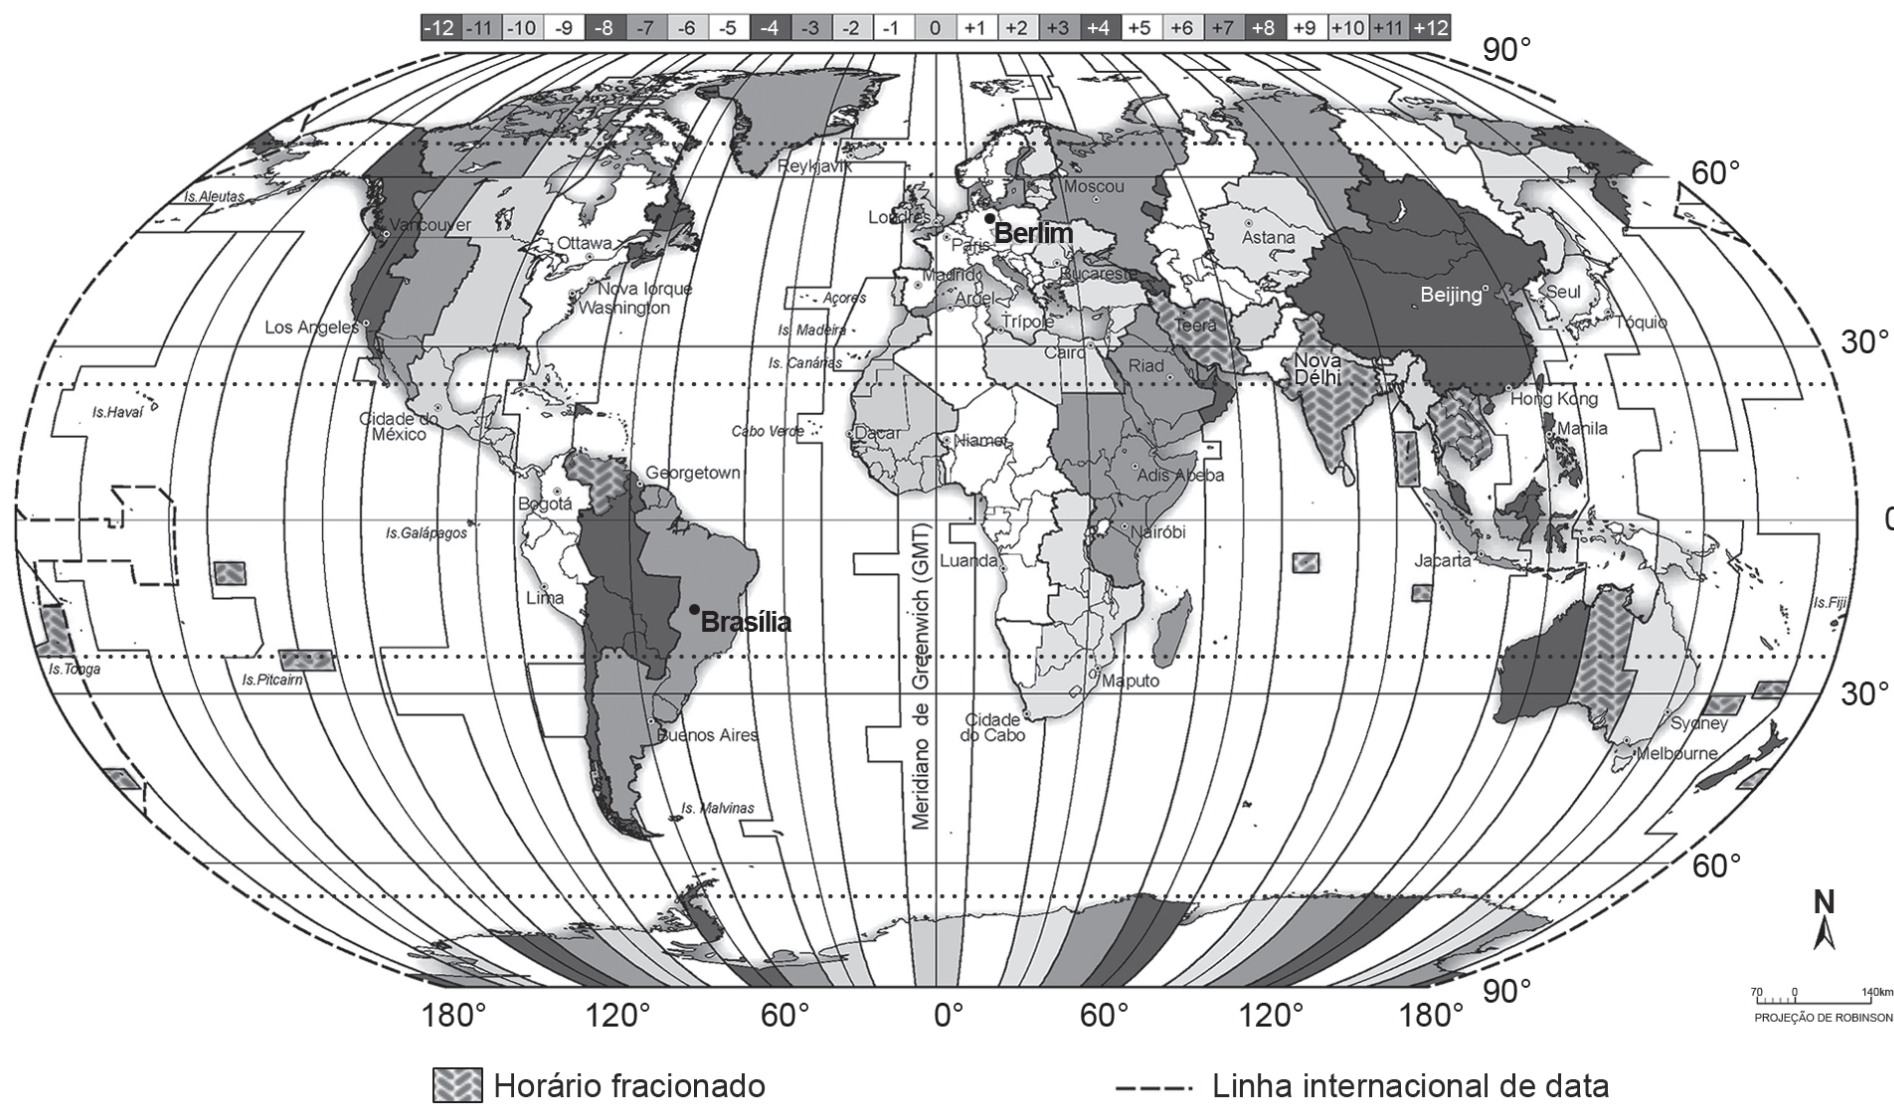 -12 -11 -10 -9 -8 -7 -6 -5 -4 -3 -2 -1 0 +1 +2 +3 +4 +5 +6 +7 +8 +9 +10 +11 +12
90°
Reykjavik
60°
Moscou
Is.Aleutas
Londres
Vancouver
Berlim
Astana
Ottawa
Paris
Madrid
Bucareste
Nova Iorque
Beijing
Seul
Açores
Argel
Washington
Trípole
Tóquio
Los Angeles
Is. Madeira
Teerã
30°
Cairo
Is. Canárias
Riad
Nova
Délhi
Hong Kong
Is.Havaí
Cidade do
México
Cabo Verde
Dacar
Niamei
Manila
Georgetown
Adis Abeba
Bogotá
0
Is.Galápagos
Nairóbi
Luanda
Jacarta
Lima
Meridiano de Greenwich (GMT)
Is.Fiji
Brasília
Is.Tonga
Is.Pitcairn
Maputo
30°
Cidade
do Cabo
Sydney
Buenos Aires
Melbourne
Is. Malvinas
60°
N
90°
70 0 140km
180° 120° 60° 0° 60° 120° 180°
PROJEÇÃO DE ROBINSON
Horário fracionado
Linha internacional de data